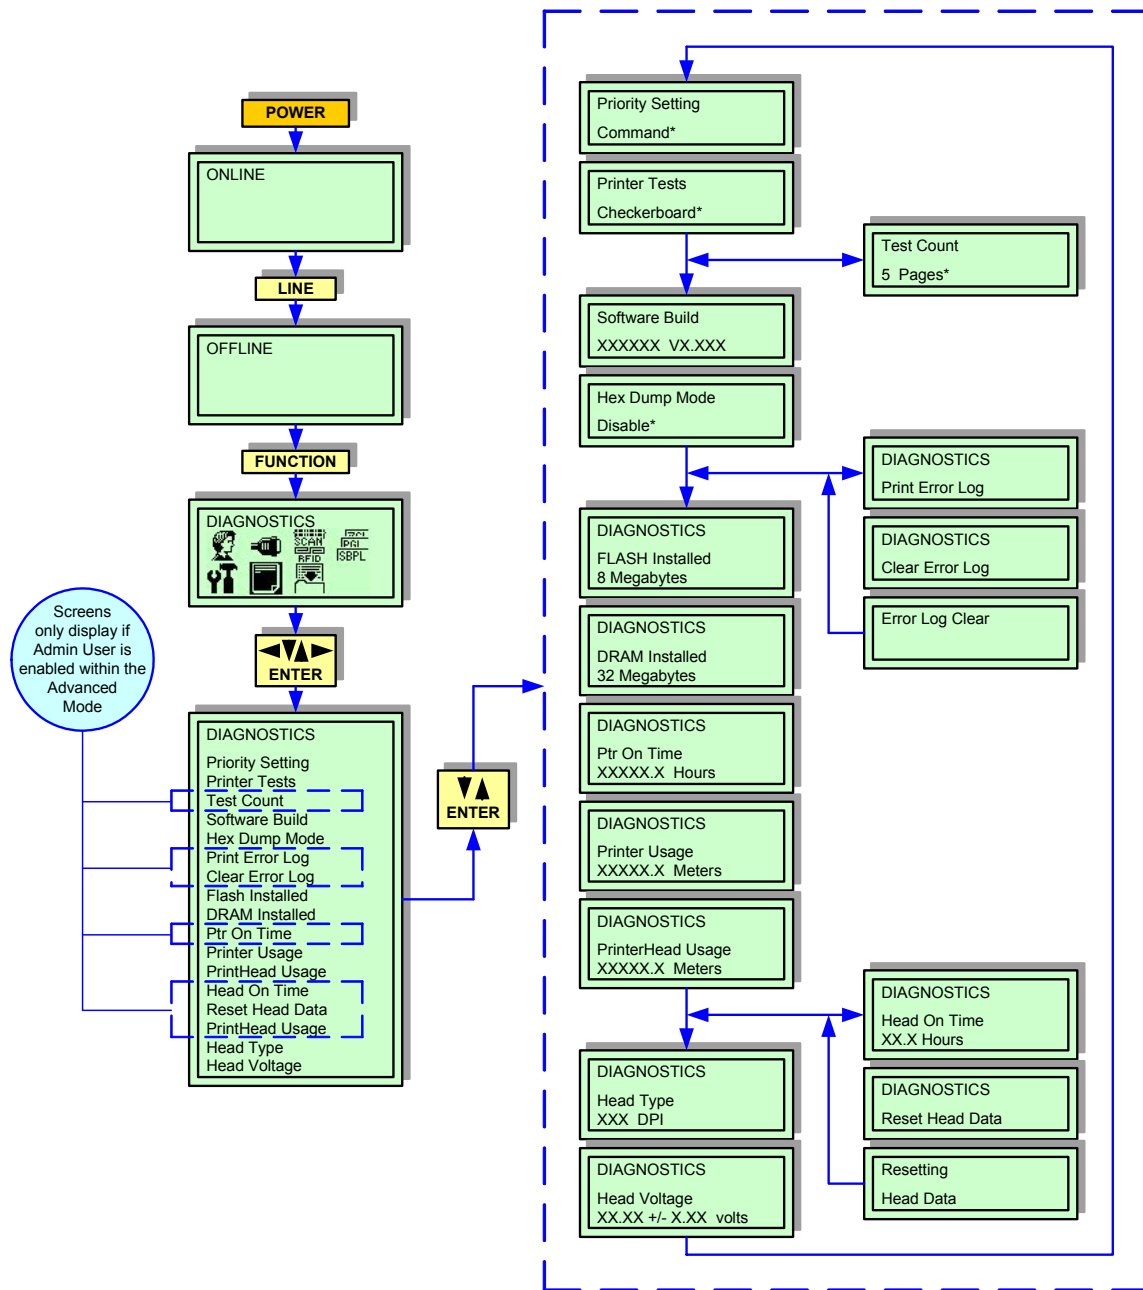 POWER
ONLINE
LINE
OFFLINE
FUNCTION
DIAGNOSTICS
SCAN
RFID
PGL
SBPL
ENTER
Screens
only display if
Admin User is
enabled within the
Advanced
Mode
DIAGNOSTICS
Priority Setting
Printer Tests
Test Count
Software Build
Hex Dump Mode
Print Error Log
Clear Error Log
Flash Installed
DRAM Installed
Ptr On Time
Printer Usage
PrintHead Usage
Head On Time
Reset Head Data
PrintHead Usage
Head Type
Head Voltage
ENTER
Priority Setting
Command*
Printer Tests
Checkerboard*
Test Count
5 Pages*
Software Build
XXXXXX VX.XXX
Hex Dump Mode
Disable*
DIAGNOSTICS
Print Error Log
DIAGNOSTICS
Clear Error Log
Error Log Clear
DIAGNOSTICS
FLASH Installed
8 Megabytes
DIAGNOSTICS
DRAM Installed
32 Megabytes
DIAGNOSTICS
Ptr On Time
XXXXX.X Hours
DIAGNOSTICS
Printer Usage
XXXXX.X Meters
DIAGNOSTICS
PrinterHead Usage
XXXXX.X Meters
DIAGNOSTICS
Head On Time
XX.X Hours
DIAGNOSTICS
Reset Head Data
Resetting
Head Data
DIAGNOSTICS
Head Type
XXX DPI
DIAGNOSTICS
Head Voltage
XX.XX +/- X.XX volts